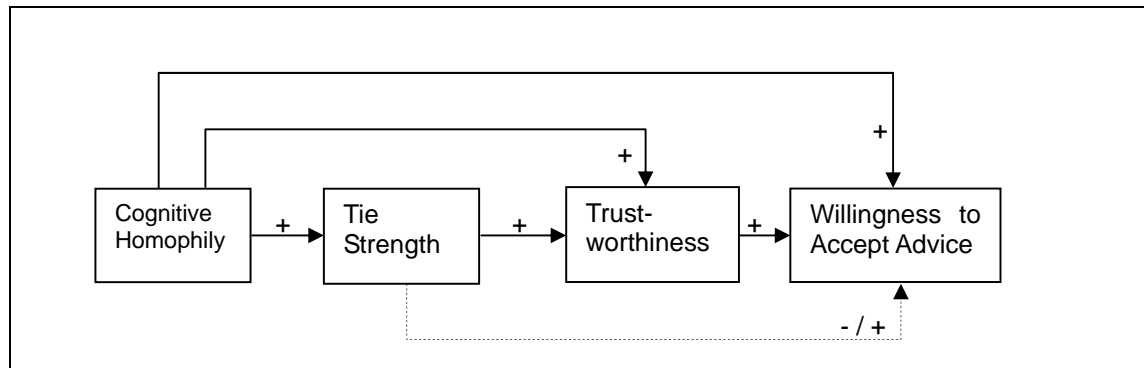 +
+
Cognitive
Homophily
+
Tie
Strength
+
Trust-
worthiness
+
Willingness to
Accept Advice
- / +